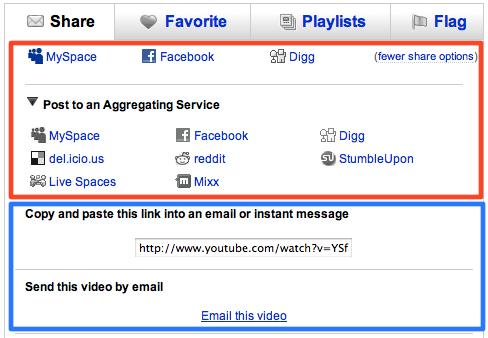 Share Favorite Playlists Flag
MySpace Facebook Digg (fewer share options)
Post to an Aggregating Service
MySpace Facebook Digg
del.icio.us reddit StumbleUpon
Live Spaces Mixx
Copy and paste this link into an email or instant message
http://www.youtube.com/watch?v=YSf
Send this video by email
Email this video